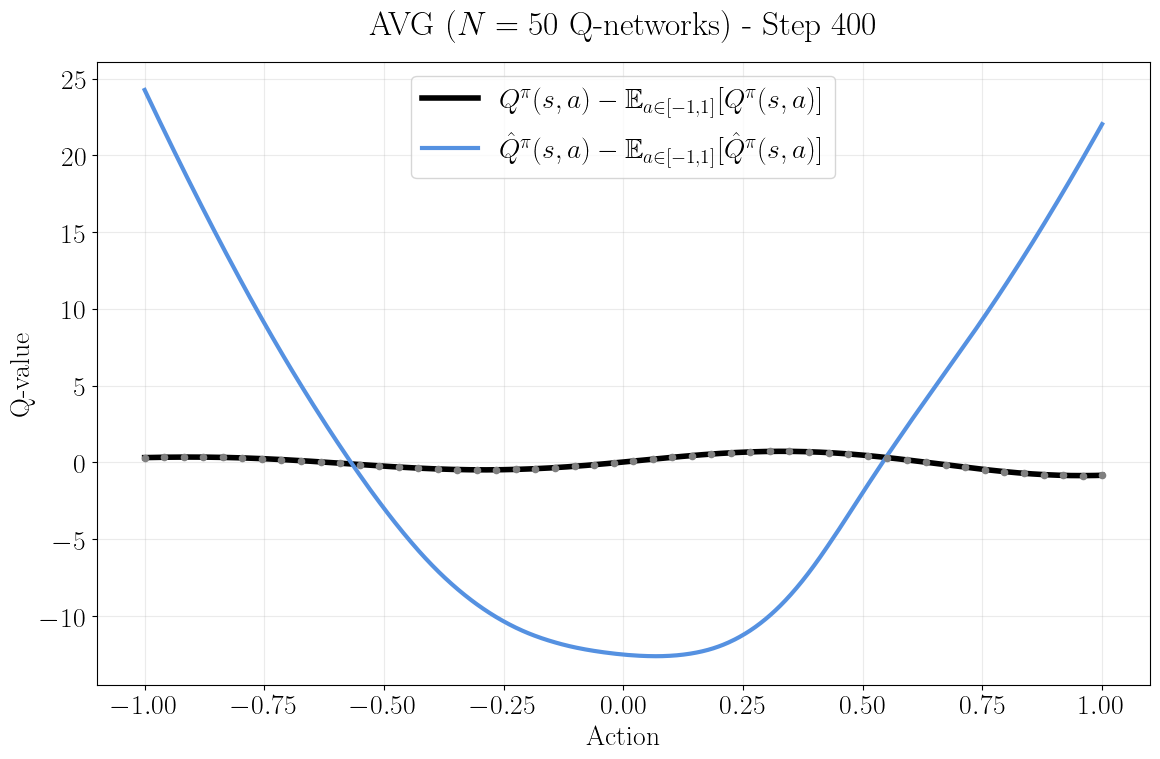 AVG (N = 50 Q-networks) - Step 400
Q^π(s, a) − 𝔼_{a∈[−1,1]}[Q^π(s, a)]
Q̂^π(s, a) − 𝔼_{a∈[−1,1]}[Q̂^π(s, a)]
Q-value
25
20
15
10
5
0
−5
−10
−1.00 −0.75 −0.50 −0.25 0.00 0.25 0.50 0.75 1.00
Action